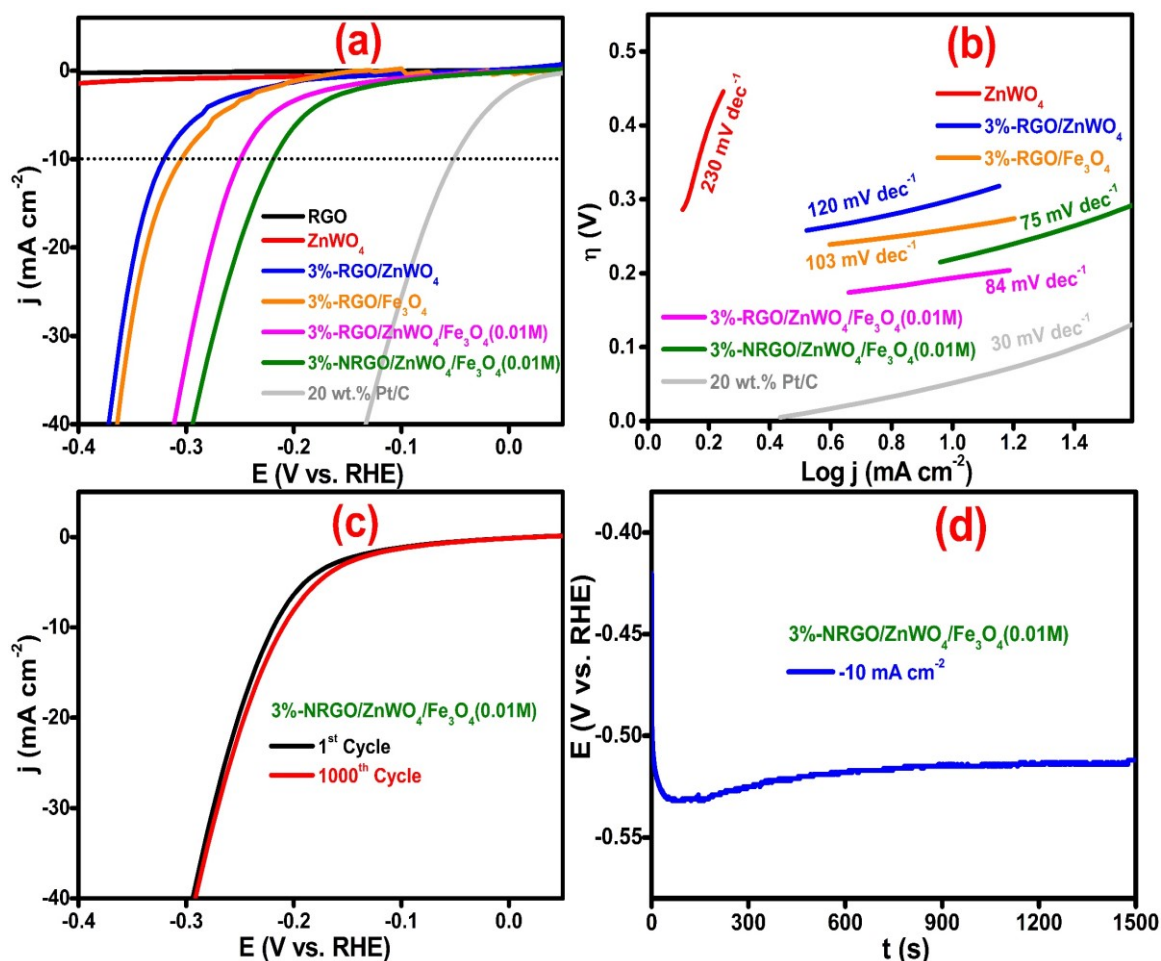 (a)
j (mA cm⁻²)
0
-10
-20
-30
-40
RGO
ZnWO₄
3%-RGO/ZnWO₄
3%-RGO/Fe₃O₄
3%-RGO/ZnWO₄/Fe₃O₄(0.01M)
3%-NRGO/ZnWO₄/Fe₃O₄(0.01M)
20 wt.% Pt/C
-0.4 -0.3 -0.2 -0.1 0.0
E (V vs. RHE)
(b)
η (V)
0.5
0.4
0.3
0.2
0.1
0.0
ZnWO₄
3%-RGO/ZnWO₄
3%-RGO/Fe₃O₄
230 mV dec⁻¹
120 mV dec⁻¹
75 mV dec⁻¹
103 mV dec⁻¹
84 mV dec⁻¹
3%-RGO/ZnWO₄/Fe₃O₄(0.01M)
3%-NRGO/ZnWO₄/Fe₃O₄(0.01M)
30 mV dec⁻¹
0.0 0.2 0.4 0.6 0.8 1.0 1.2 1.4
Log j (mA cm⁻²)
(c)
j (mA cm⁻²)
0
-10
-20
-30
-40
3%-NRGO/ZnWO₄/Fe₃O₄(0.01M)
1ˢᵗ Cycle
1000ᵗʰ Cycle
-0.4 -0.3 -0.2 -0.1 0.0
E (V vs. RHE)
(d)
E (V vs. RHE)
-0.40
-0.45
-0.50
-0.55
3%-NRGO/ZnWO₄/Fe₃O₄(0.01M)
-10 mA cm⁻²
0 300 600 900 1200 1500
t (s)